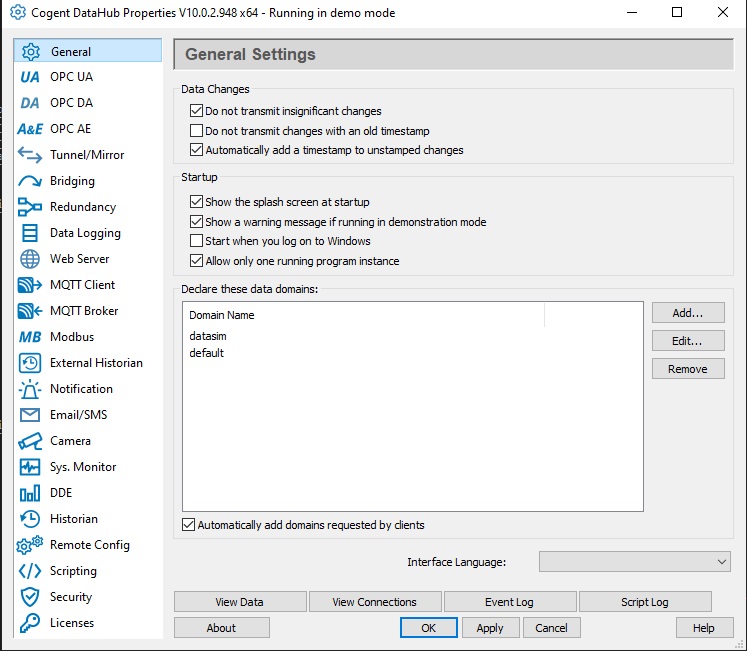 Cogent DataHub Properties V10.0.2.948 x64 - Running in demo mode
General
UA OPC UA
DA OPC DA
A&E OPC AE
Tunnel/Mirror
Bridging
Redundancy
Data Logging
Web Server
MQTT Client
MQTT Broker
MB Modbus
External Historian
Notification
Email/SMS
Camera
Sys. Monitor
DDE
Historian
Remote Config
Scripting
Security
Licenses
General Settings
Data Changes
Do not transmit insignificant changes
Do not transmit changes with an old timestamp
Automatically add a timestamp to unstamped changes
Startup
Show the splash screen at startup
Show a warning message if running in demonstration mode
Start when you log on to Windows
Allow only one running program instance
Declare these data domains:
Domain Name
datasim
default
Add...
Edit...
Remove
Automatically add domains requested by clients
Interface Language:
View Data View Connections Event Log Script Log
About OK Apply Cancel Help